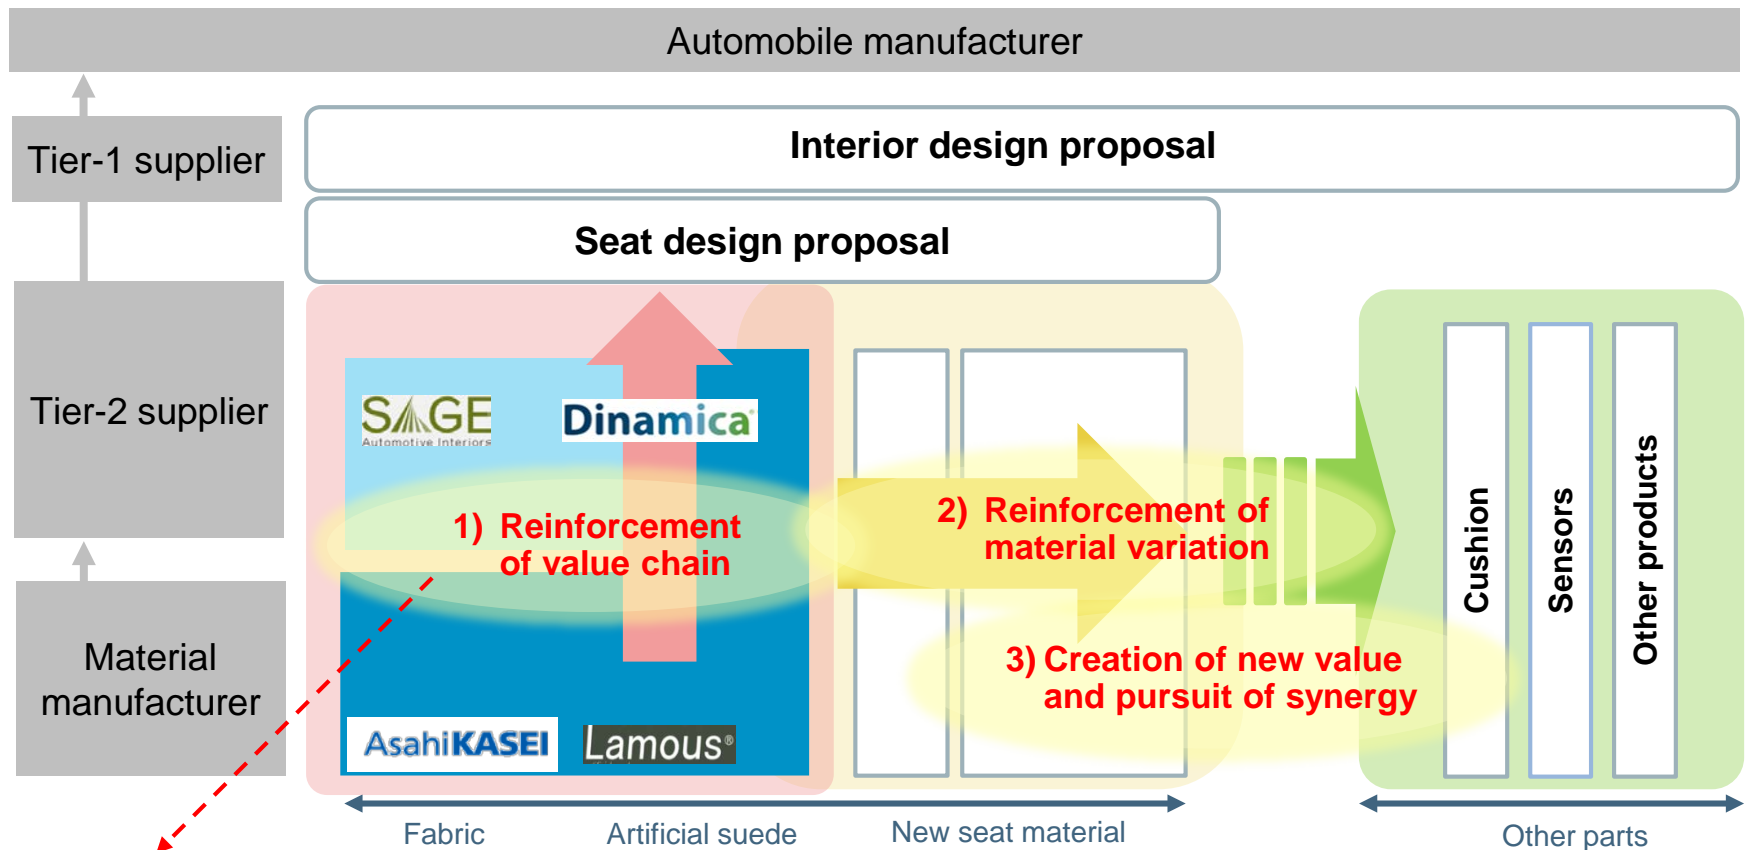 Automobile manufacturer
Tier-1 supplier
Interior design proposal
Seat design proposal
Tier-2 supplier
SAGE
Automotive Interiors
Dinamica
1) Reinforcement
of value chain
2) Reinforcement of
material variation
3) Creation of new value
and pursuit of synergy
Cushion
Sensors
Other products
Material
manufacturer
AsahiKASEI
Lamous®
Fabric
Artificial suede
New seat material
Other parts